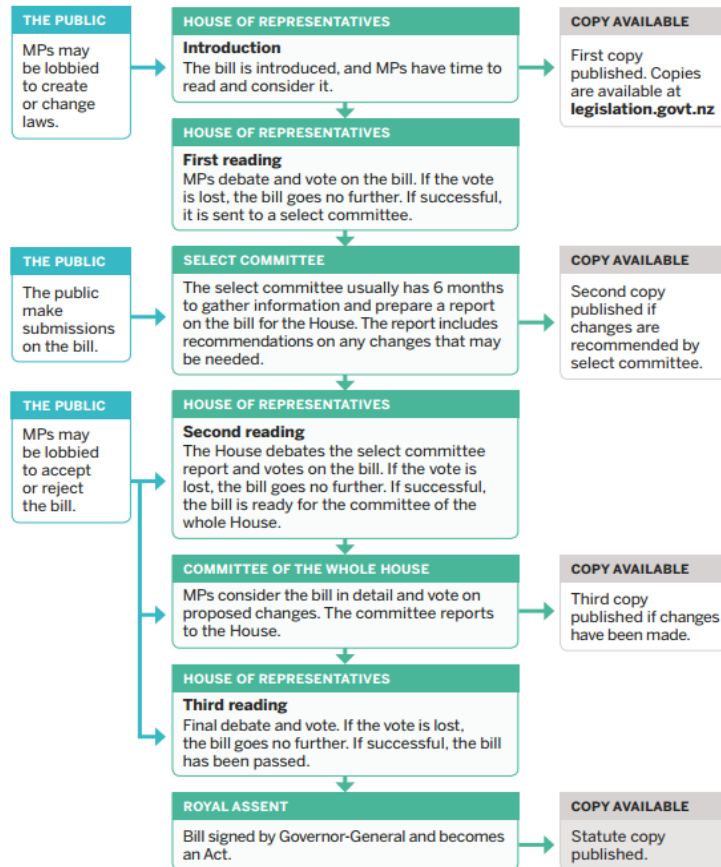 THE PUBLIC
MPs may
be lobbied
to create
or change
laws.
HOUSE OF REPRESENTATIVES
Introduction
The bill is introduced, and MPs have time to
read and consider it.
COPY AVAILABLE
First copy
published. Copies
are available at
legislation.govt.nz
HOUSE OF REPRESENTATIVES
First reading
MPs debate and vote on the bill. If the vote
is lost, the bill goes no further. If successful,
it is sent to a select committee.
THE PUBLIC
The public
make
submissions
on the bill.
SELECT COMMITTEE
The select committee usually has 6 months
to gather information and prepare a report
on the bill for the House. The report includes
recommendations on any changes that may
be needed.
COPY AVAILABLE
Second copy
published if
changes are
recommended by
select committee.
THE PUBLIC
MPs may
be lobbied
to accept
or reject
the bill.
HOUSE OF REPRESENTATIVES
Second reading
The House debates the select committee
report and votes on the bill. If the vote is
lost, the bill goes no further. If successful,
the bill is ready for the committee of the
whole House.
COMMITTEE OF THE WHOLE HOUSE
MPs consider the bill in detail and vote on
proposed changes. The committee reports
to the House.
COPY AVAILABLE
Third copy
published if changes
have been made.
HOUSE OF REPRESENTATIVES
Third reading
Final debate and vote. If the vote is lost,
the bill goes no further. If successful, the bill
has been passed.
ROYAL ASSENT
Bill signed by Governor-General and becomes
an Act.
COPY AVAILABLE
Statute copy
published.